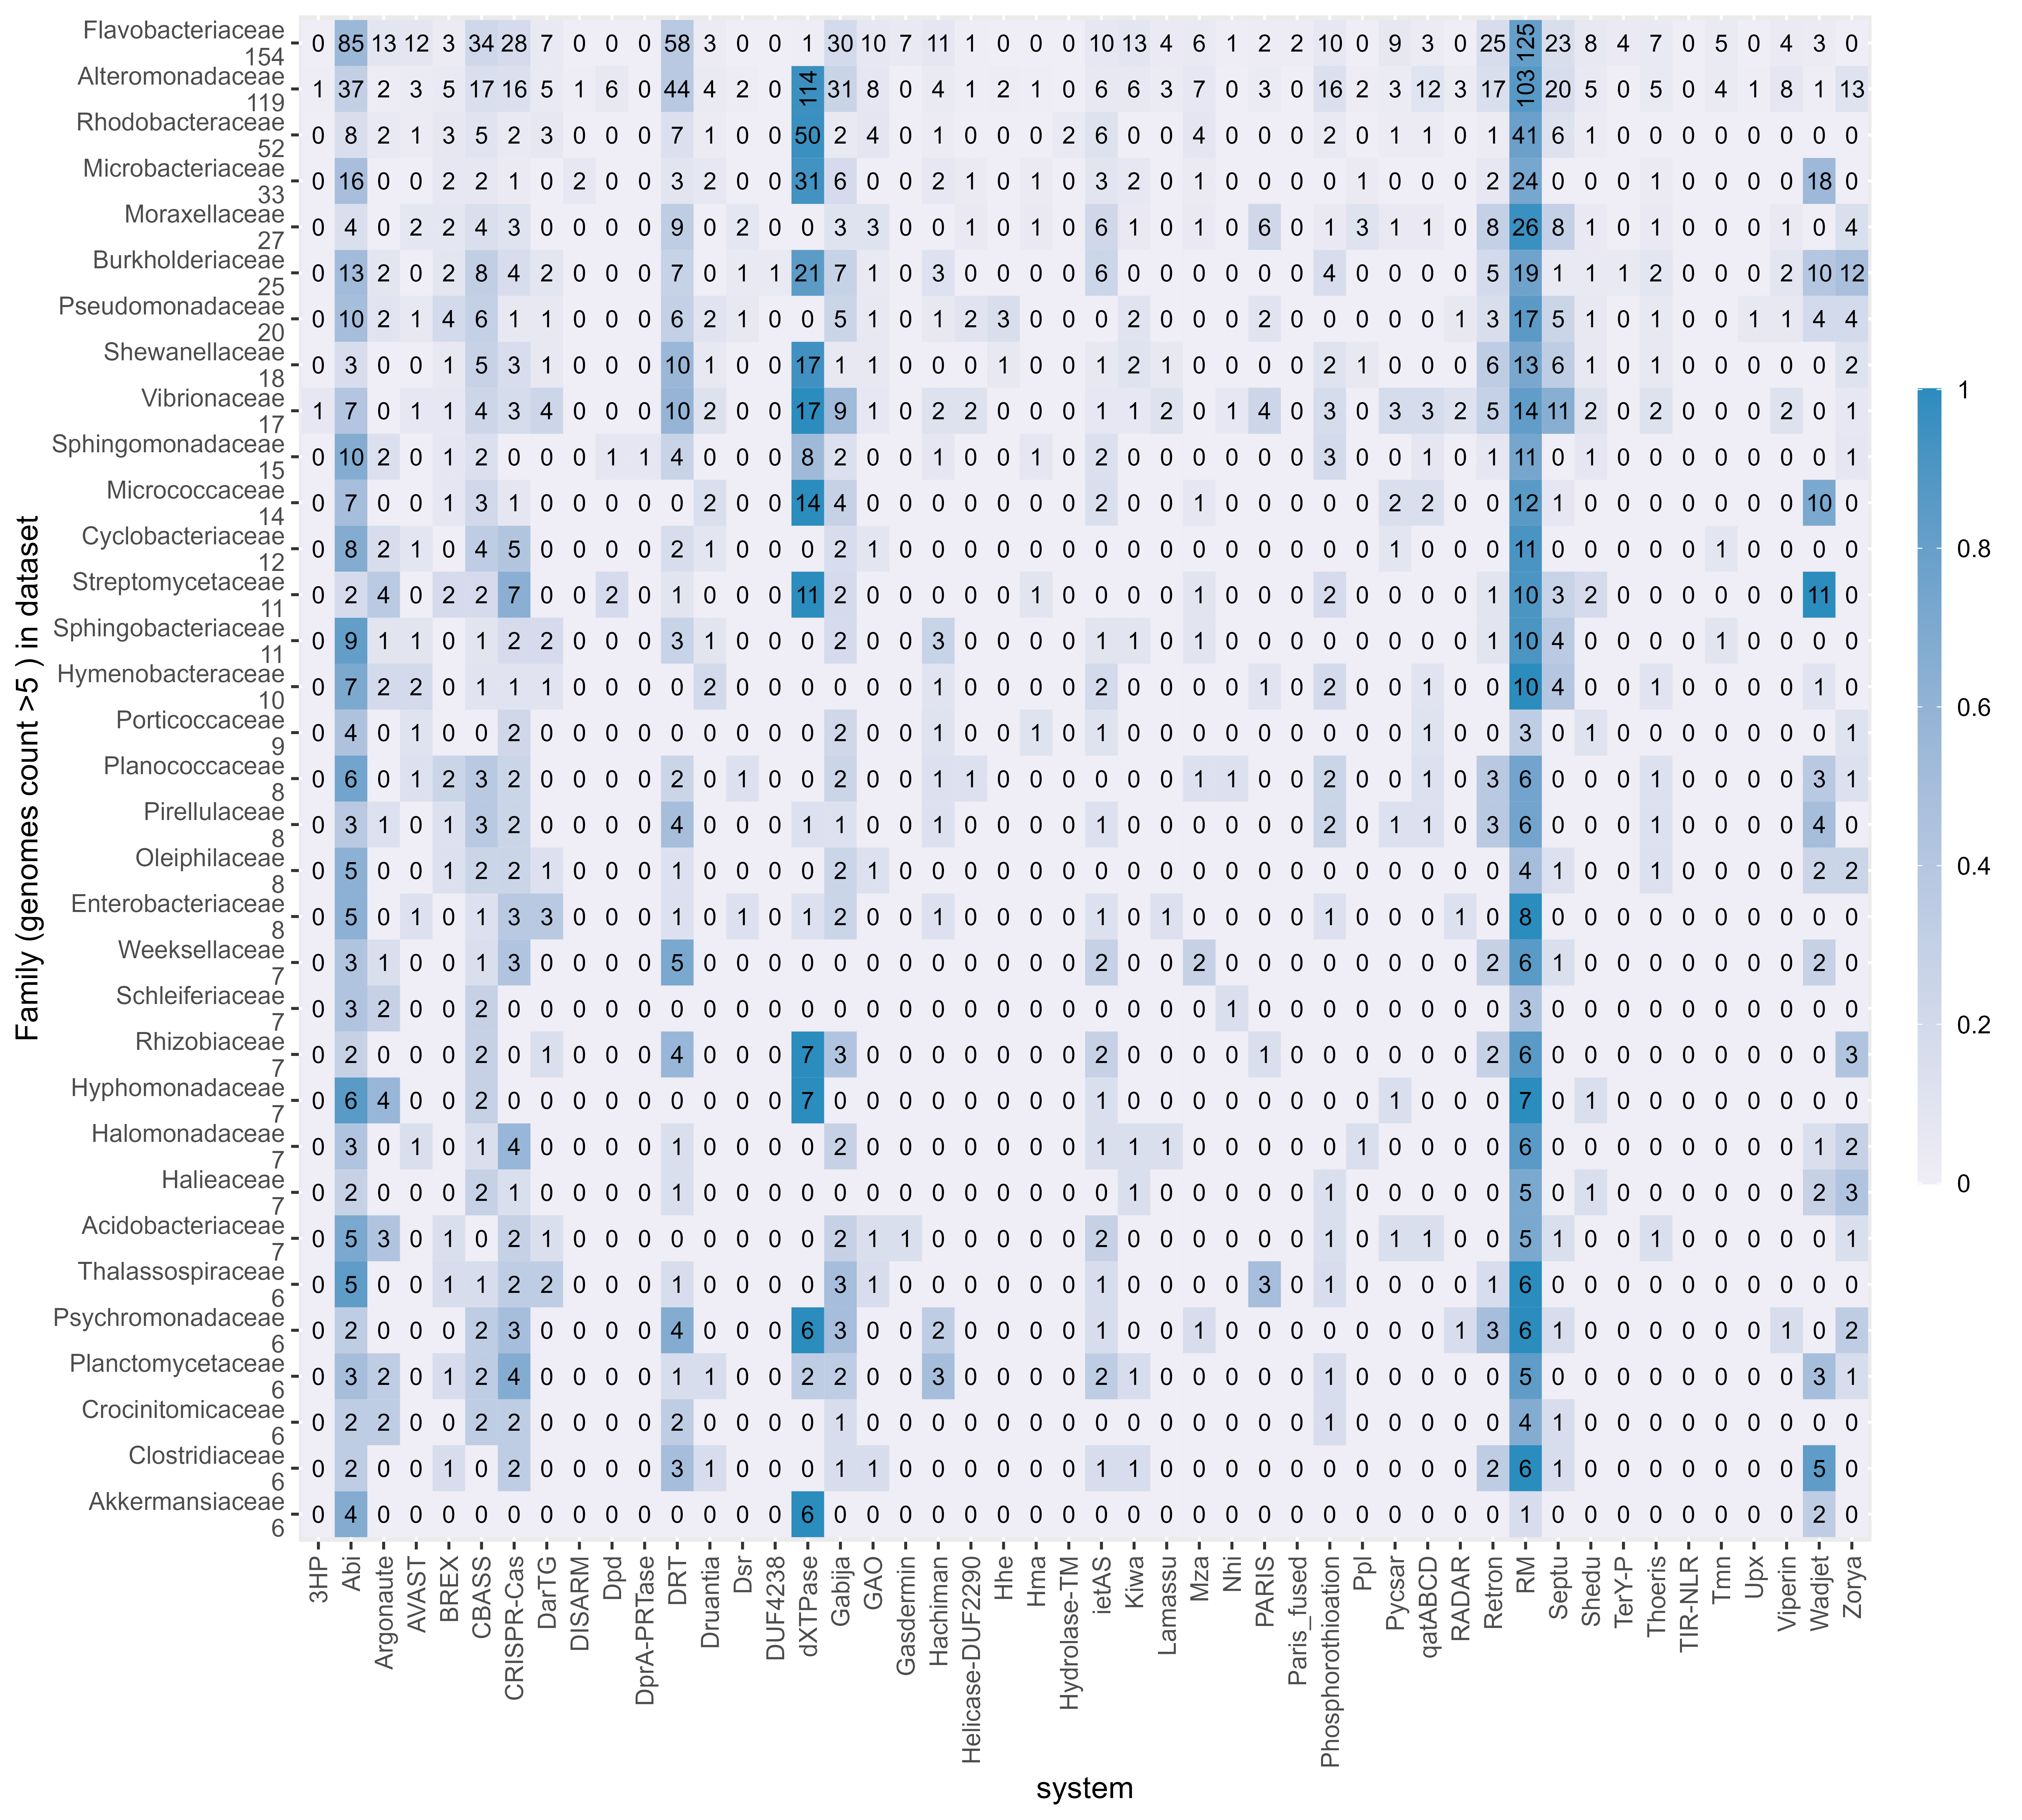 Flavobacteriaceae
154
0 85 13 12 3 34 28 7 0 0 0 58 3 0 0 1 30 10 7 11 1 0 0 0 10 13 4 6 1 2 2 10 0 9 3 0 25 125 23 8 4 7 0 5 0 4 3 0
Alteromonadaceae
119
1 37 2 3 5 17 16 5 1 6 0 44 4 2 0 114 31 8 0 4 1 2 1 0 6 6 3 7 0 3 0 16 2 3 12 3 17 103 20 5 0 5 0 4 1 8 1 13
Rhodobacteraceae
52
0 8 2 1 3 5 2 3 0 0 0 7 1 0 0 50 2 4 0 1 0 0 0 2 6 0 0 4 0 0 0 2 0 1 1 0 1 41 6 1 0 0 0 0 0 0 0 0
Microbacteriaceae
33
0 16 0 0 2 2 1 0 2 0 0 3 2 0 0 31 6 0 0 2 1 0 1 0 3 2 0 1 0 0 0 0 1 0 0 0 2 24 0 0 0 1 0 0 0 0 18 0
Moraxellaceae
27
0 4 0 2 2 4 3 0 0 0 0 9 0 2 0 0 3 3 0 0 1 0 1 0 6 1 0 1 0 6 0 1 3 1 1 0 8 26 8 1 0 1 0 0 0 1 0 4
Burkholderiaceae
25
0 13 2 0 2 8 4 2 0 0 0 7 0 1 1 21 7 1 0 3 0 0 0 0 6 0 0 0 0 0 0 4 0 0 0 0 5 19 1 1 1 2 0 0 0 2 10 12
Pseudomonadaceae
20
0 10 2 1 4 6 1 1 0 0 0 6 2 1 0 0 5 1 0 1 2 3 0 0 0 2 0 0 0 2 0 0 0 0 0 1 3 17 5 1 0 1 0 0 1 1 4 4
Shewanellaceae
18
0 3 0 0 1 5 3 1 0 0 0 10 1 0 0 17 1 1 0 0 0 1 0 0 1 2 1 0 0 0 0 2 1 0 0 0 6 13 6 1 0 1 0 0 0 0 0 2
Vibrionaceae
17
1 7 0 1 1 4 3 4 0 0 0 10 2 0 0 17 9 1 0 2 2 0 0 0 1 1 2 0 1 4 0 3 0 3 3 2 5 14 11 2 0 2 0 0 0 2 0 1
Sphingomonadaceae
15
0 10 2 0 1 2 0 0 0 1 1 4 0 0 0 8 2 0 0 1 0 0 1 0 2 0 0 0 0 0 0 3 0 0 1 0 1 11 0 1 0 0 0 0 0 0 0 1
Micrococcaceae
14
0 7 0 0 1 3 1 0 0 0 0 0 2 0 0 14 4 0 0 0 0 0 0 0 2 0 0 1 0 0 0 0 0 2 2 0 0 12 1 0 0 0 0 0 0 0 10 0
Cyclobacteriaceae
12
0 8 2 1 0 4 5 0 0 0 0 2 1 0 0 0 2 1 0 0 0 0 0 0 0 0 0 0 0 0 0 0 0 1 0 0 0 11 0 0 0 0 0 1 0 0 0 0
Streptomycetaceae
11
0 2 4 0 2 2 7 0 0 2 0 1 0 0 0 11 2 0 0 0 0 0 1 0 0 0 0 1 0 0 0 2 0 0 0 0 1 10 3 2 0 0 0 0 0 0 11 0
Sphingobacteriaceae
11
0 9 1 1 0 1 2 2 0 0 0 3 1 0 0 0 2 0 0 3 0 0 0 0 1 1 0 1 0 0 0 0 0 0 0 0 1 10 4 0 0 0 0 1 0 0 0 0
Hymenobacteraceae
10
0 7 2 2 0 1 1 1 0 0 0 0 2 0 0 0 0 0 0 1 0 0 0 0 2 0 0 0 0 1 0 2 0 0 1 0 0 10 4 0 0 1 0 0 0 0 1 0
Porticoccaceae
9
0 4 0 1 0 0 2 0 0 0 0 0 0 0 0 0 2 0 0 1 0 0 1 0 1 0 0 0 0 0 0 0 0 0 1 0 0 3 0 1 0 0 0 0 0 0 0 1
Planococcaceae
8
0 6 0 1 2 3 2 0 0 0 0 2 0 1 0 0 2 0 0 1 1 0 0 0 0 0 0 1 1 0 0 2 0 0 1 0 3 6 0 0 0 1 0 0 0 0 3 1
Pirellulaceae
8
0 3 1 0 1 3 2 0 0 0 0 4 0 0 0 1 1 0 0 1 0 0 0 0 1 0 0 0 0 0 0 2 0 1 1 0 3 6 0 0 0 1 0 0 0 0 4 0
Oleiphilaceae
8
0 5 0 0 1 2 2 1 0 0 0 1 0 0 0 0 2 1 0 0 0 0 0 0 0 0 0 0 0 0 0 0 0 0 0 0 0 4 1 0 0 1 0 0 0 0 2 2
Enterobacteriaceae
8
0 5 0 1 0 1 3 3 0 0 0 1 0 1 0 1 2 0 0 1 0 0 0 0 1 0 1 0 0 0 0 1 0 0 0 1 0 8 0 0 0 0 0 0 0 0 0 0
Weeksellaceae
7
0 3 1 0 0 1 3 0 0 0 0 5 0 0 0 0 0 0 0 0 0 0 0 0 2 0 0 2 0 0 0 0 0 0 0 0 2 6 1 0 0 0 0 0 0 0 2 0
Schleiferiaceae
7
0 3 2 0 0 2 0 0 0 0 0 0 0 0 0 0 0 0 0 0 0 0 0 0 0 0 0 0 1 0 0 0 0 0 0 0 0 3 0 0 0 0 0 0 0 0 0 0
Rhizobiaceae
7
0 2 0 0 0 2 0 1 0 0 0 4 0 0 0 7 3 0 0 0 0 0 0 0 2 0 0 0 0 1 0 0 0 0 0 0 2 6 0 0 0 0 0 0 0 0 0 3
Hyphomonadaceae
7
0 6 4 0 0 2 0 0 0 0 0 0 0 0 0 7 0 0 0 0 0 0 0 0 1 0 0 0 0 0 0 0 0 1 0 0 0 7 0 1 0 0 0 0 0 0 0 0
Halomonadaceae
7
0 3 0 1 0 1 4 0 0 0 0 1 0 0 0 0 2 0 0 0 0 0 0 0 1 1 1 0 0 0 0 0 1 0 0 0 0 6 0 0 0 0 0 0 0 0 1 2
Halieaceae
7
0 2 0 0 0 2 1 0 0 0 0 1 0 0 0 0 0 0 0 0 0 0 0 0 0 1 0 0 0 0 0 1 0 0 0 0 0 5 0 1 0 0 0 0 0 0 2 3
Acidobacteriaceae
7
0 5 3 0 1 0 2 1 0 0 0 0 0 0 0 0 2 1 1 0 0 0 0 0 2 0 0 0 0 0 0 1 0 1 1 0 0 5 1 0 0 1 0 0 0 0 0 1
Thalassospiraceae
6
0 5 0 0 1 1 2 2 0 0 0 1 0 0 0 0 3 1 0 0 0 0 0 0 1 0 0 0 0 3 0 1 0 0 0 0 1 6 0 0 0 0 0 0 0 0 0 0
Psychromonadaceae
6
0 2 0 0 0 2 3 0 0 0 0 4 0 0 0 6 3 0 0 2 0 0 0 0 1 0 0 1 0 0 0 0 0 0 0 1 3 6 1 0 0 0 0 0 0 1 0 2
Planctomycetaceae
6
0 3 2 0 1 2 4 0 0 0 0 1 1 0 0 2 2 0 0 3 0 0 0 0 2 1 0 0 0 0 0 1 0 0 0 0 0 5 0 0 0 0 0 0 0 0 3 1
Crocinitomicaceae
6
0 2 2 0 0 2 2 0 0 0 0 2 0 0 0 0 1 0 0 0 0 0 0 0 0 0 0 0 0 0 0 1 0 0 0 0 0 4 1 0 0 0 0 0 0 0 0 0
Clostridiaceae
6
0 2 0 0 1 0 2 0 0 0 0 3 1 0 0 0 1 1 0 0 0 0 0 0 1 1 0 0 0 0 0 0 0 0 0 0 2 6 1 0 0 0 0 0 0 0 5 0
Akkermansiaceae
6
0 4 0 0 0 0 0 0 0 0 0 0 0 0 0 6 0 0 0 0 0 0 0 0 0 0 0 0 0 0 0 0 0 0 0 0 0 1 0 0 0 0 0 0 0 0 2 0
Family (genomes count >5 ) in dataset
3HP
Abi
Argonaute
AVAST
BREX
CBASS
CRISPR-Cas
DarTG
DISARM
Dpd
DprA-PRTase
DRT
Druantia
Dsr
DUF4238
dXTPase
Gabija
GAO
Gasdermin
Hachiman
Helicase-DUF2290
Hhe
Hma
Hydrolase-TM
ietAS
Kiwa
Lamassu
Mza
Nhi
PARIS
Paris_fused
Phosphorothioation
Ppl
Pycsar
qatABCD
RADAR
Retron
RM
Septu
Shedu
TerY-P
Thoeris
TIR-NLR
Tmn
Upx
Viperin
Wadjet
Zorya
system
1
0.8
0.6
0.4
0.2
0